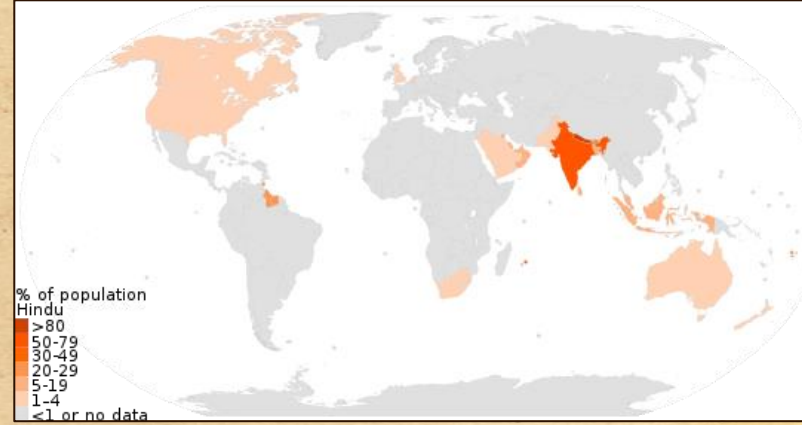 % of population
Hindu
>80
50-79
30-49
20-29
5-19
1–4
<1 or no data